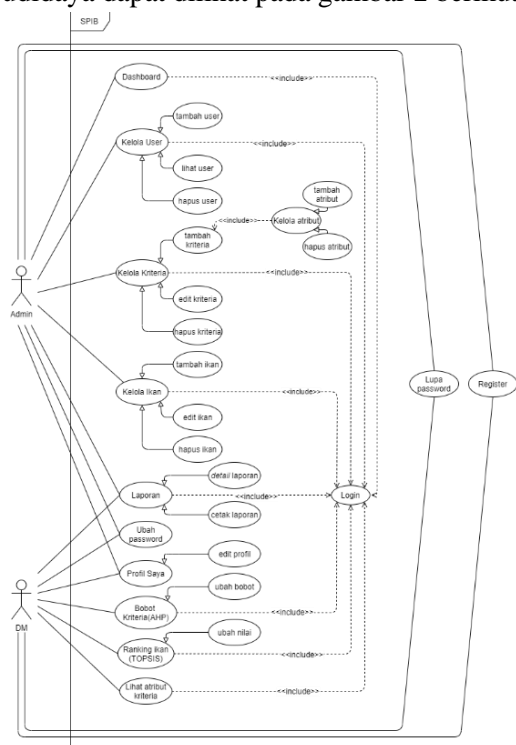 dapat dilihat pada gambar 2
SPIB
Dashboard
<<include>>
tambah user
Kelola User
<<include>>
lihat user
hapus user
tambah
atribut
tambah
kriteria
<<include>>
Kelola atribut
hapus atribut
Kelola Kriteria
<<include>>
edit kriteria
Admin
hapus kriteria
tambah ikan
Kelola Ikan
<<include>>
Lupa
password
Register
edit ikan
hapus ikan
detail laporan
Laporan
<<include>>
Login
cetak laporan
Ubah
password
edit profil
Profil Saya
ubah bobot
Bobot
Kriteria(AHP)
<<include>>
DM
ubah nilai
Ranking ikan
(TOPSIS)
<<include>>
Lihat atribut
kriteria
<<include>>